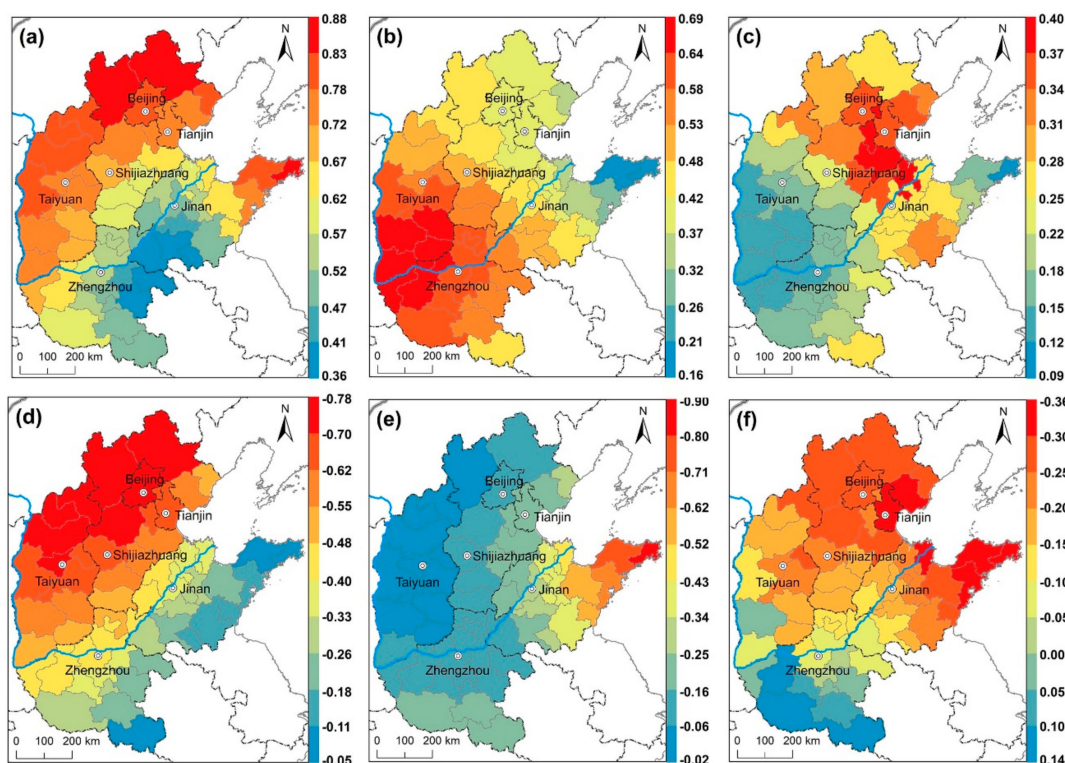 (a)
N
0.88
0.83
0.78
0.72
0.67
0.62
0.57
0.52
0.47
0.41
0.36
Beijing
Tianjin
Shijiazhuang
Taiyuan
Jinan
Zhengzhou
0 100 200 km
(b)
N
0.69
0.64
0.58
0.53
0.48
0.42
0.37
0.32
0.26
0.21
0.16
Beijing
Tianjin
Shijiazhuang
Taiyuan
Jinan
Zhengzhou
0 100 200 km
(c)
N
0.40
0.37
0.34
0.31
0.28
0.25
0.22
0.18
0.15
0.12
0.09
Beijing
Tianjin
Shijiazhuang
Taiyuan
Jinan
Zhengzhou
0 100 200 km
(d)
N
-0.78
-0.70
-0.62
-0.55
-0.48
-0.40
-0.33
-0.26
-0.18
-0.11
-0.05
Beijing
Tianjin
Shijiazhuang
Taiyuan
Jinan
Zhengzhou
0 100 200 km
(e)
N
-0.90
-0.80
-0.71
-0.62
-0.52
-0.43
-0.34
-0.25
-0.16
-0.06
-0.02
Beijing
Tianjin
Shijiazhuang
Taiyuan
Jinan
Zhengzhou
0 100 200 km
(f)
N
-0.36
-0.30
-0.25
-0.20
-0.15
-0.10
-0.05
0.00
0.05
0.10
0.14
Beijing
Tianjin
Shijiazhuang
Taiyuan
Jinan
Zhengzhou
0 100 200 km